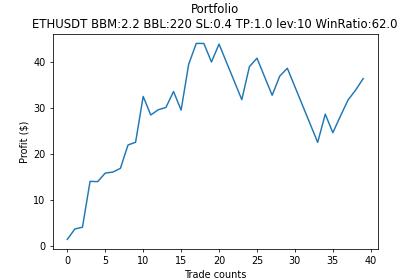 Portfolio
ETHUSDT BBM:2.2 BBL:220 SL:0.4 TP:1.0 lev:10 WinRatio:62.0
40
30
20
10
0
Profit ($)
0 5 10 15 20 25 30 35 40
Trade counts